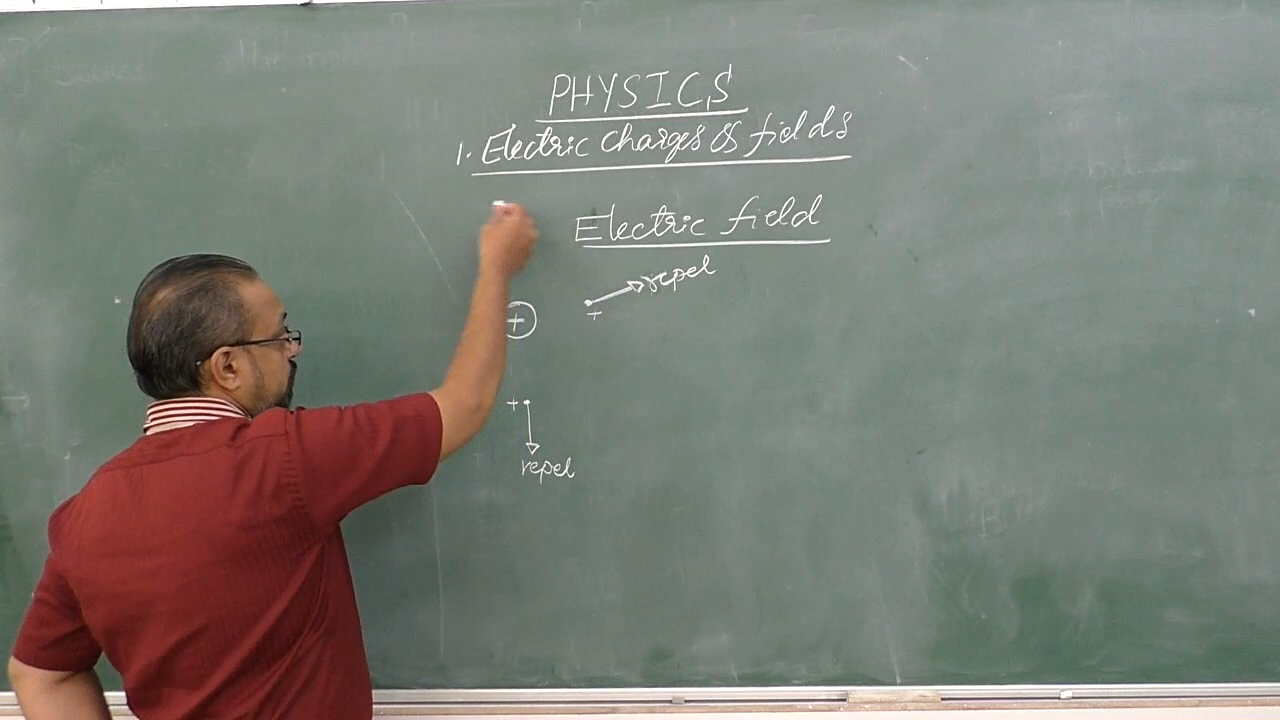 PHYSICS
1. Electric charges & fields
Electric field
repel
+
+
+
repel